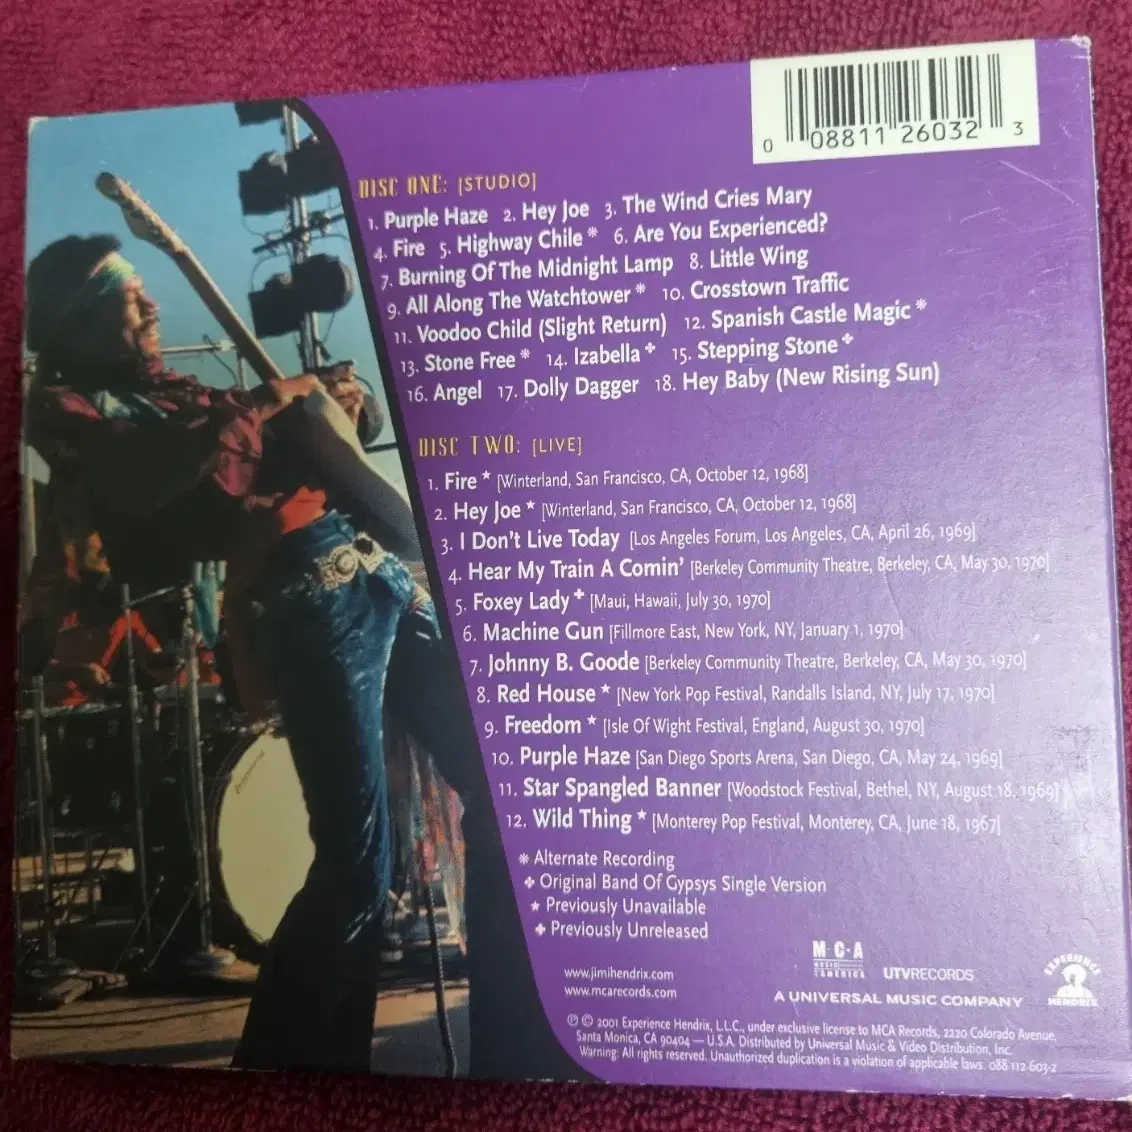 0 08811 26032 3
DISC ONE: [STUDIO]
1. Purple Haze 2. Hey Joe 3. The Wind Cries Mary
4. Fire 5. Highway Chile* 6. Are You Experienced?
7. Burning Of The Midnight Lamp 8. Little Wing
9. All Along The Watchtower* 10. Crosstown Traffic
11. Voodoo Child (Slight Return) 12. Spanish Castle Magic*
13. Stone Free* 14. Izabella✤ 15. Stepping Stone✤
16. Angel 17. Dolly Dagger 18. Hey Baby (New Rising Sun)
DISC TWO: [LIVE]
1. Fire★ [Winterland, San Francisco, CA, October 12, 1968]
2. Hey Joe★ [Winterland, San Francisco, CA, October 12, 1968]
3. I Don't Live Today [Los Angeles Forum, Los Angeles, CA, April 26, 1969]
4. Hear My Train A Comin' [Berkeley Community Theatre, Berkeley, CA, May 30, 1970]
5. Foxey Lady✚ [Maui, Hawaii, July 30, 1970]
6. Machine Gun [Fillmore East, New York, NY, January 1, 1970]
7. Johnny B. Goode [Berkeley Community Theatre, Berkeley, CA, May 30, 1970]
8. Red House★ [New York Pop Festival, Randalls Island, NY, July 17, 1970]
9. Freedom★ [Isle Of Wight Festival, England, August 30, 1970]
10. Purple Haze [San Diego Sports Arena, San Diego, CA, May 24, 1969]
11. Star Spangled Banner [Woodstock Festival, Bethel, NY, August 18, 1969]
12. Wild Thing★ [Monterey Pop Festival, Monterey, CA, June 18, 1967]
* Alternate Recording
✤ Original Band Of Gypsys Single Version
★ Previously Unavailable
✚ Previously Unreleased
www.jimihendrix.com
www.mcarecords.com
M·C·A
MUSIC
AMERICA
UTVRECORDS
A UNIVERSAL MUSIC COMPANY
EXPERIENCE
HENDRIX
℗ © 2001 Experience Hendrix, L.L.C., under exclusive license to MCA Records, 2220 Colorado Avenue,
Santa Monica, CA 90404 — U.S.A. Distributed by Universal Music & Video Distribution, Inc.
Warning: All rights reserved. Unauthorized duplication is a violation of applicable laws. 088 112 603-2